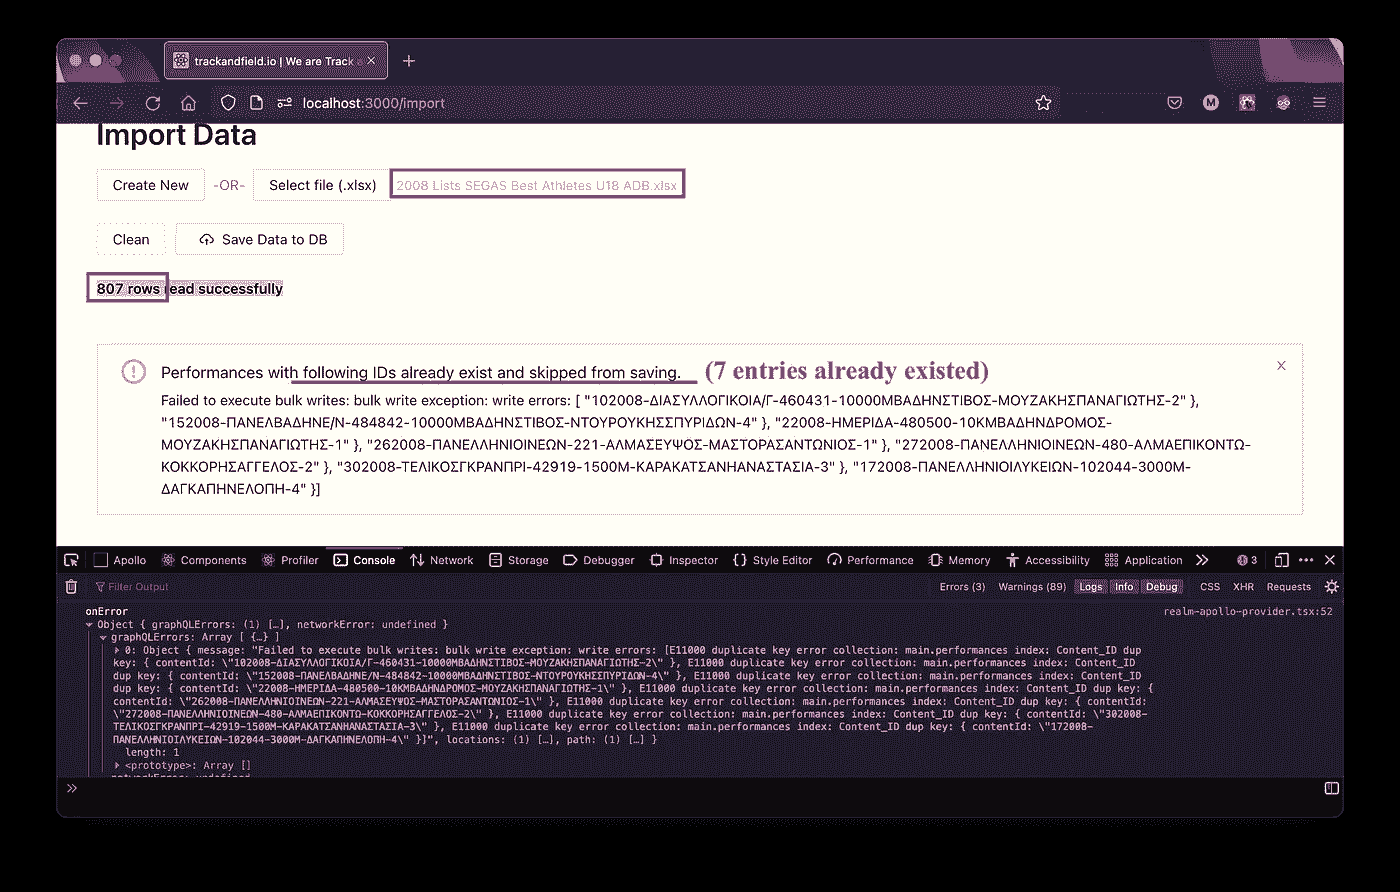 trackandfield.io | We are Track
localhost:3000/import
Import Data
Create New -OR- Select file (.xlsx) 2008 Lists SEGAS Best Athletes U18 ADB.xlsx
Clean Save Data to DB
807 rows read successfully
Performances with following IDs already exist and skipped from saving. (7 entries already existed)
Failed to execute bulk writes: bulk write exception: write errors: [ "102008-ΔΙΑΣΥΛΛΟΓΙΚΟΙΑ/Γ-460431-10000ΜΒΑΔΗΝΣΤΙΒΟΣ-ΜΟΥΖΑΚΗΣΠΑΝΑΓΙΩΤΗΣ-2" },
"152008-ΠΑΝΕΛΒΑΔΗΝΕ/Ν-484842-10000ΜΒΑΔΗΝΣΤΙΒΟΣ-ΝΤΟΥΡΟΥΚΗΣΣΠΥΡΙΔΩΝ-4" }, "22008-ΗΜΕΡΙΔΑ-480500-10ΚΜΒΑΔΗΝΔΡΟΜΟΣ-
ΜΟΥΖΑΚΗΣΠΑΝΑΓΙΩΤΗΣ-1" }, "262008-ΠΑΝΕΛΛΗΝΙΟΙΝΕΩΝ-221-ΑΛΜΑΣΕΥΨΟΣ-ΜΑΣΤΟΡΑΣΑΝΤΩΝΙΟΣ-1" }, "272008-ΠΑΝΕΛΛΗΝΙΟΙΝΕΩΝ-480-ΑΛΜΑΕΠΙΚΟΝΤΩ-
ΚΟΚΚΟΡΗΣΑΓΓΕΛΟΣ-2" }, "302008-ΤΕΛΙΚΟΣΓΚΡΑΝΠΡΙ-42919-1500Μ-ΚΑΡΑΚΑΤΣΑΝΗΑΝΑΣΤΑΣΙΑ-3" }, "172008-ΠΑΝΕΛΛΗΝΙΟΙΛΥΚΕΙΩΝ-102044-3000Μ-
ΔΑΓΚΑΠΗΝΕΛΟΠΗ-4" }]
Apollo Components Profiler Console Network Storage Debugger Inspector Style Editor Performance Memory Accessibility Application 3
Filter Output Errors (3) Warnings (89) Logs Info Debug CSS XHR Requests
onError realm-apollo-provider.tsx:52
Object { graphQLErrors: (1) […], networkError: undefined }
graphQLErrors: Array [ {…} ]
0: Object { message: "Failed to execute bulk writes: bulk write exception: write errors: [E11000 duplicate key error collection: main.performances index: Content_ID dup
key: { contentId: \"102008-ΔΙΑΣΥΛΛΟΓΙΚΟΙΑ/Γ-460431-10000ΜΒΑΔΗΝΣΤΙΒΟΣ-ΜΟΥΖΑΚΗΣΠΑΝΑΓΙΩΤΗΣ-2\" }, E11000 duplicate key error collection: main.performances index: Content_ID
dup key: { contentId: \"152008-ΠΑΝΕΛΒΑΔΗΝΕ/Ν-484842-10000ΜΒΑΔΗΝΣΤΙΒΟΣ-ΝΤΟΥΡΟΥΚΗΣΣΠΥΡΙΔΩΝ-4\" }, E11000 duplicate key error collection: main.performances index: Content_ID
dup key: { contentId: \"22008-ΗΜΕΡΙΔΑ-480500-10ΚΜΒΑΔΗΝΔΡΟΜΟΣ-ΜΟΥΖΑΚΗΣΠΑΝΑΓΙΩΤΗΣ-1\" }, E11000 duplicate key error collection: main.performances index: Content_ID dup key: {
contentId: \"262008-ΠΑΝΕΛΛΗΝΙΟΙΝΕΩΝ-221-ΑΛΜΑΣΕΥΨΟΣ-ΜΑΣΤΟΡΑΣΑΝΤΩΝΙΟΣ-1\" }, E11000 duplicate key error collection: main.performances index: Content_ID dup key: { contentId:
\"272008-ΠΑΝΕΛΛΗΝΙΟΙΝΕΩΝ-480-ΑΛΜΑΕΠΙΚΟΝΤΩ-ΚΟΚΚΟΡΗΣΑΓΓΕΛΟΣ-2\" }, E11000 duplicate key error collection: main.performances index: Content_ID dup key: { contentId: \"302008-
ΤΕΛΙΚΟΣΓΚΡΑΝΠΡΙ-42919-1500Μ-ΚΑΡΑΚΑΤΣΑΝΗΑΝΑΣΤΑΣΙΑ-3\" }, E11000 duplicate key error collection: main.performances index: Content_ID dup key: { contentId: \"172008-
ΠΑΝΕΛΛΗΝΙΟΙΛΥΚΕΙΩΝ-102044-3000Μ-ΔΑΓΚΑΠΗΝΕΛΟΠΗ-4\" }]", locations: (1) […], path: (1) […] }
length: 1
<prototype>: Array []
networkError: undefined